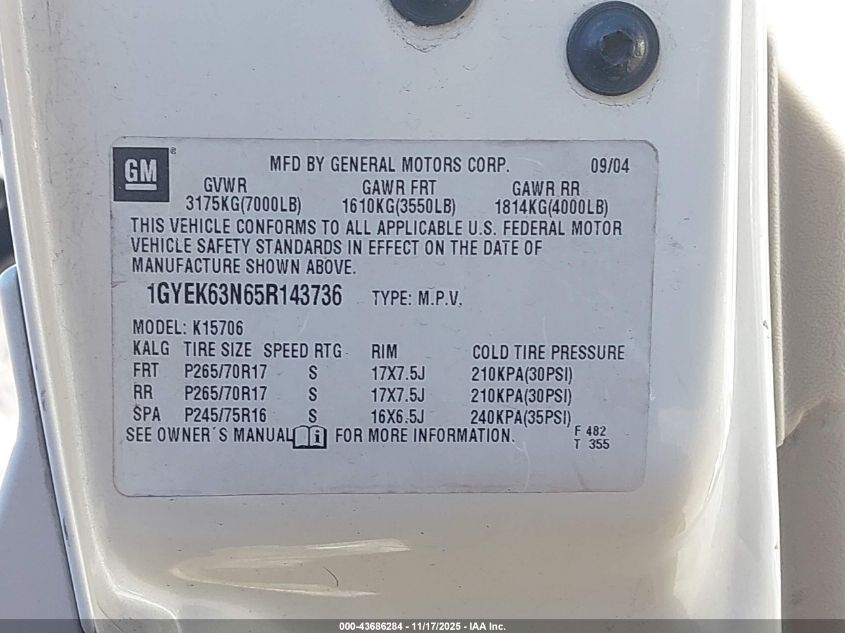 GM ®
MFD BY GENERAL MOTORS CORP. 09/04
GVWR GAWR FRT GAWR RR
3175KG(7000LB) 1610KG(3550LB) 1814KG(4000LB)
THIS VEHICLE CONFORMS TO ALL APPLICABLE U.S. FEDERAL MOTOR
VEHICLE SAFETY STANDARDS IN EFFECT ON THE DATE OF
MANUFACTURE SHOWN ABOVE.
1GYEK63N65R143736 TYPE: M.P.V.
MODEL: K15706
KALG TIRE SIZE SPEED RTG RIM COLD TIRE PRESSURE
FRT P265/70R17 S 17X7.5J 210KPA(30PSI)
RR P265/70R17 S 17X7.5J 210KPA(30PSI)
SPA P245/75R16 S 16X6.5J 240KPA(35PSI)
SEE OWNER'S MANUAL i FOR MORE INFORMATION. F 482
T 355
000-43686284 - 11/17/2025 - IAA Inc.